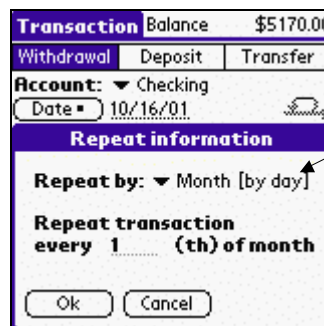 Transaction Balance $5170.00
Withdrawal Deposit Transfer
Account: Checking
Date 10/16/01
Repeat information
Repeat by: Month [by day]
Repeat transaction
every 1 (th) of month
Ok Cancel